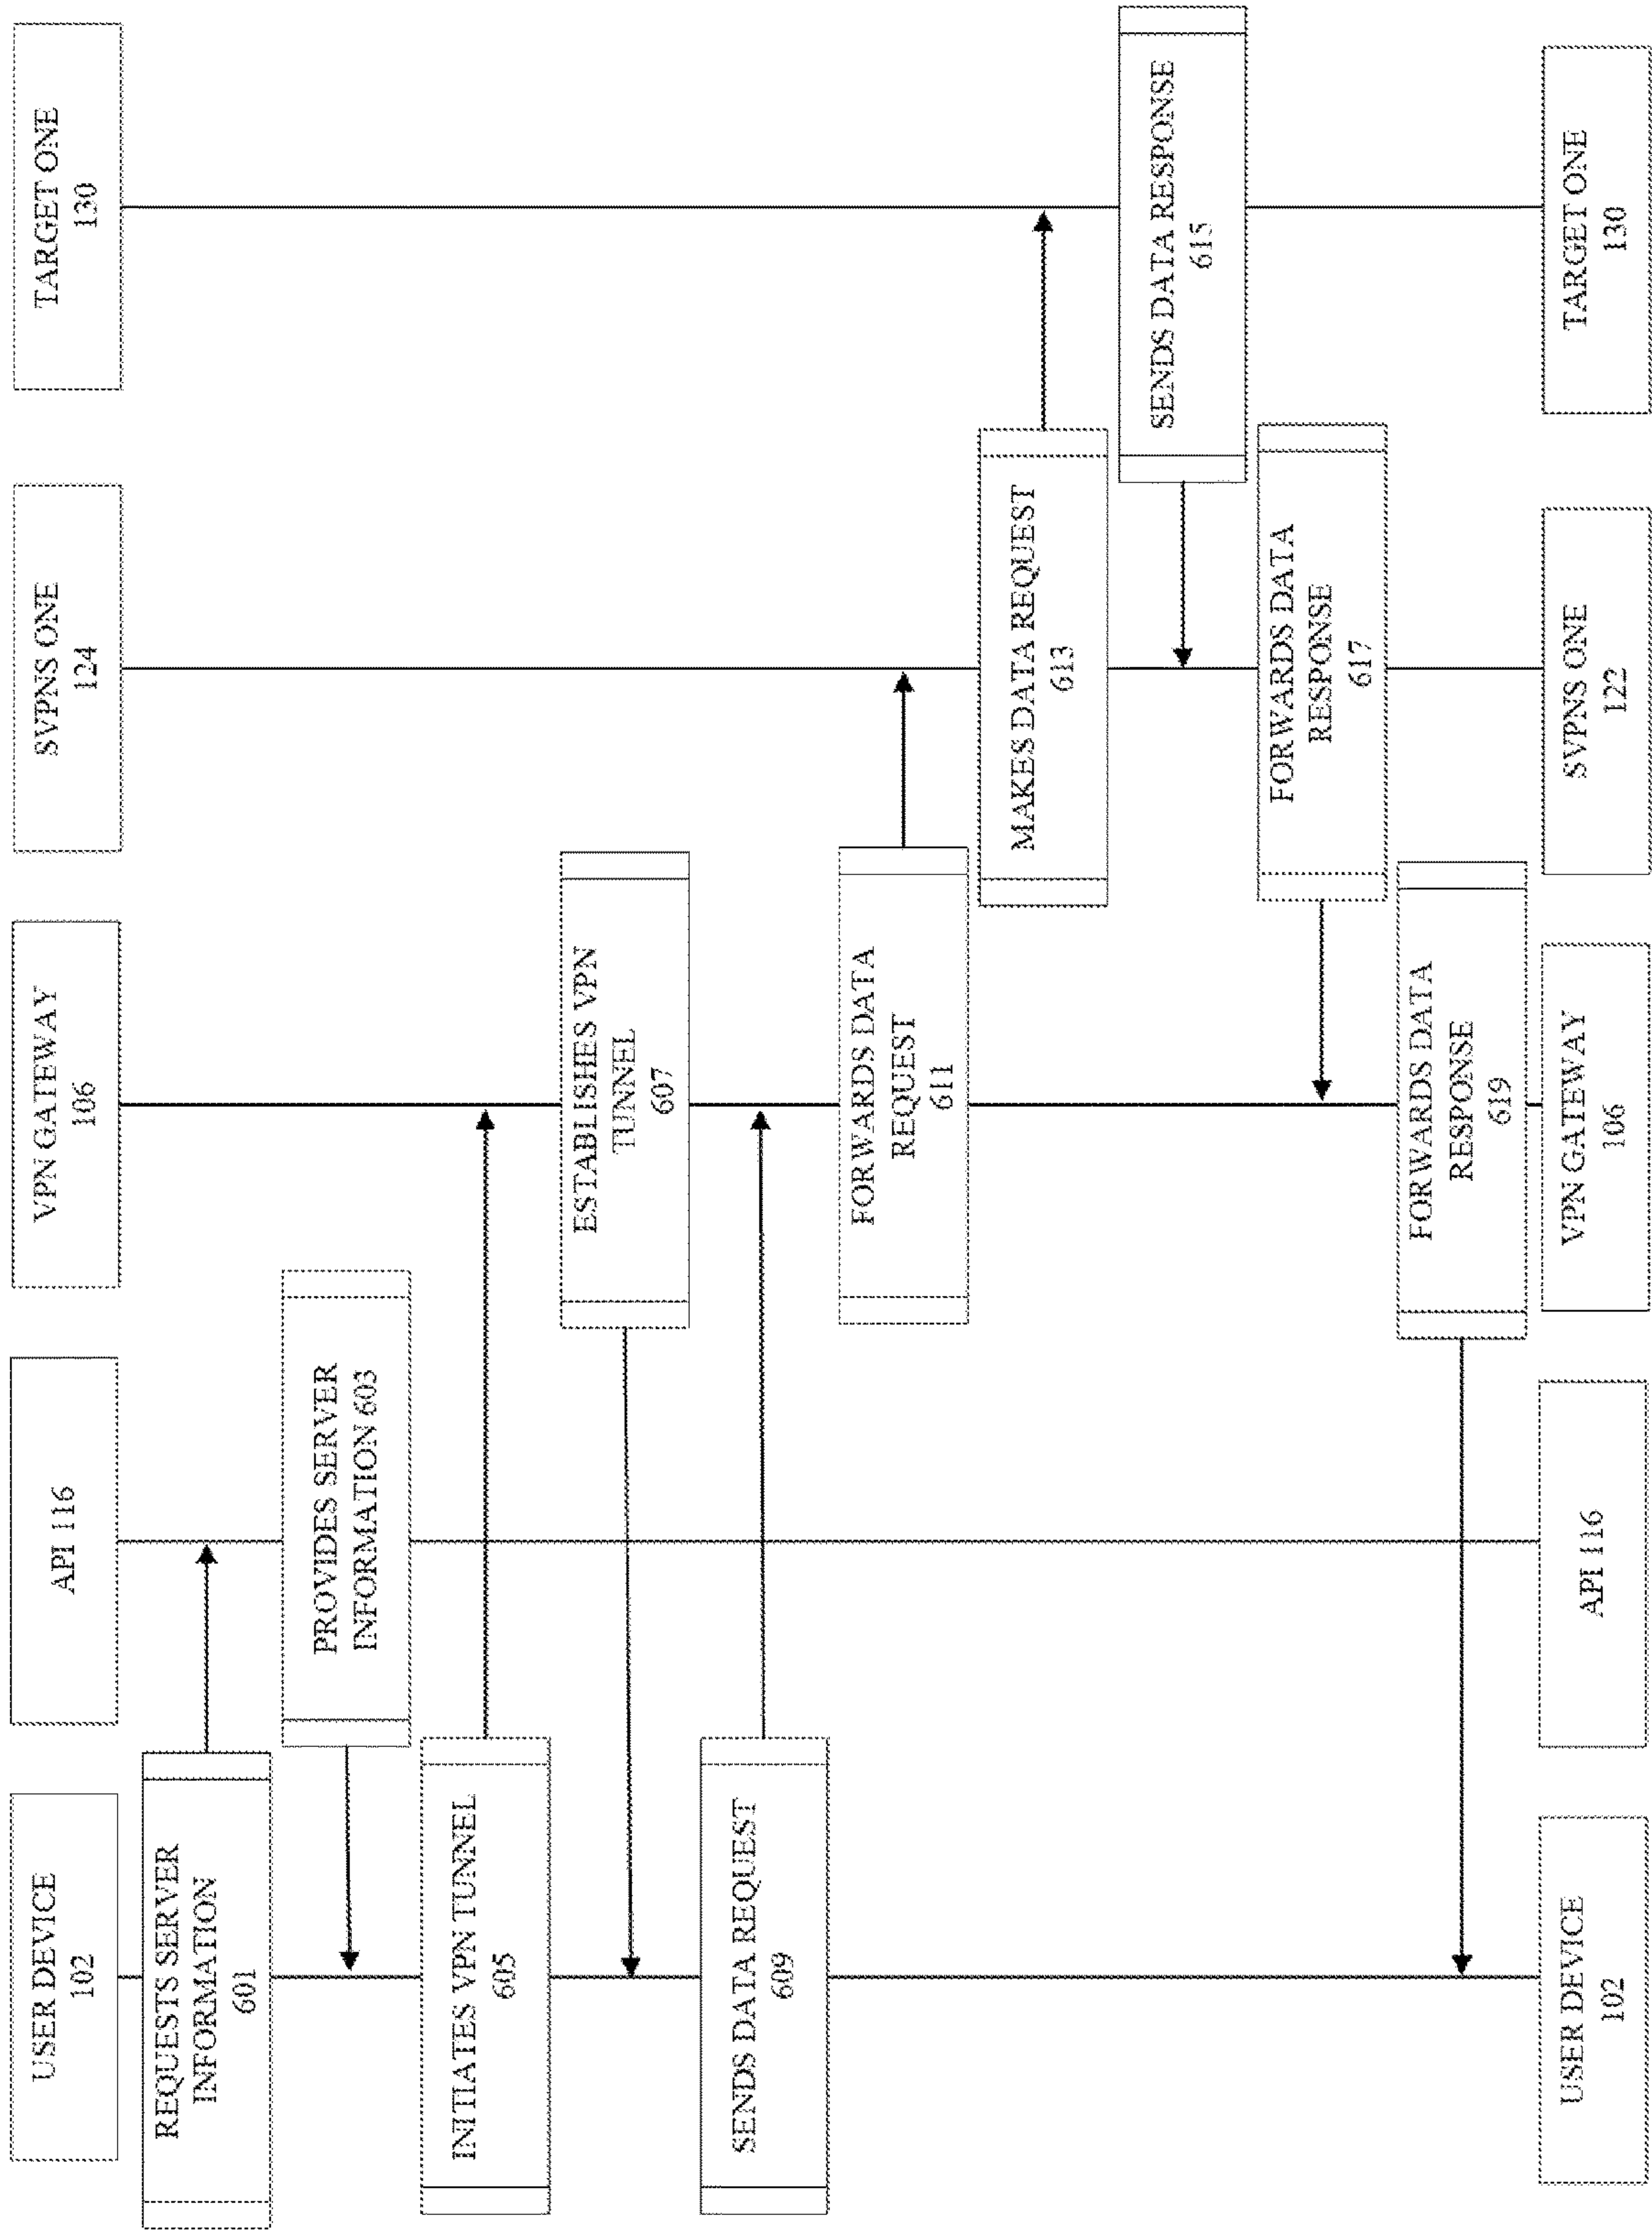 USER DEVICE
102
API 116
VPN GATEWAY
106
SVPNS ONE
124
TARGET ONE
130
REQUESTS SERVER
INFORMATION
601
PROVIDES SERVER
INFORMATION 603
INITIATES VPN TUNNEL
605
ESTABLISHES VPN
TUNNEL
607
SENDS DATA REQUEST
609
FORWARDS DATA
REQUEST
611
MAKES DATA REQUEST
613
SENDS DATA RESPONSE
615
FORWARDS DATA
RESPONSE
617
FORWARDS DATA
RESPONSE
619
USER DEVICE
102
API 116
VPN GATEWAY
106
SVPNS ONE
122
TARGET ONE
130